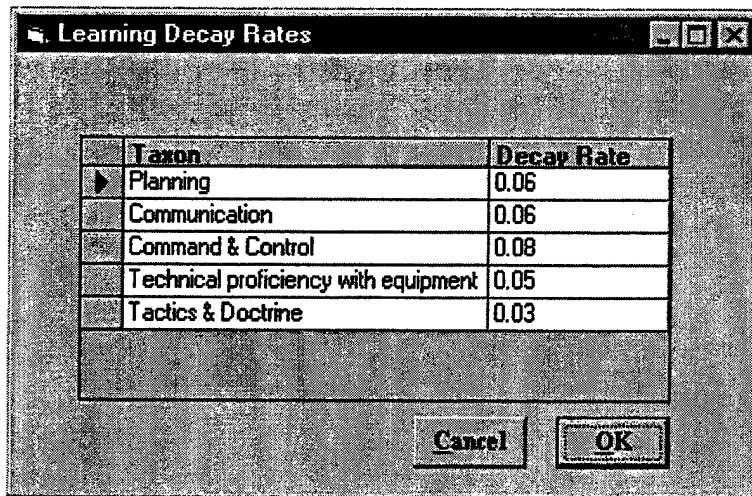 Learning Decay Rates
Taxon Decay Rate
Planning 0.06
Communication 0.06
Command & Control 0.08
Technical proficiency with equipment 0.05
Tactics & Doctrine 0.03
Cancel OK